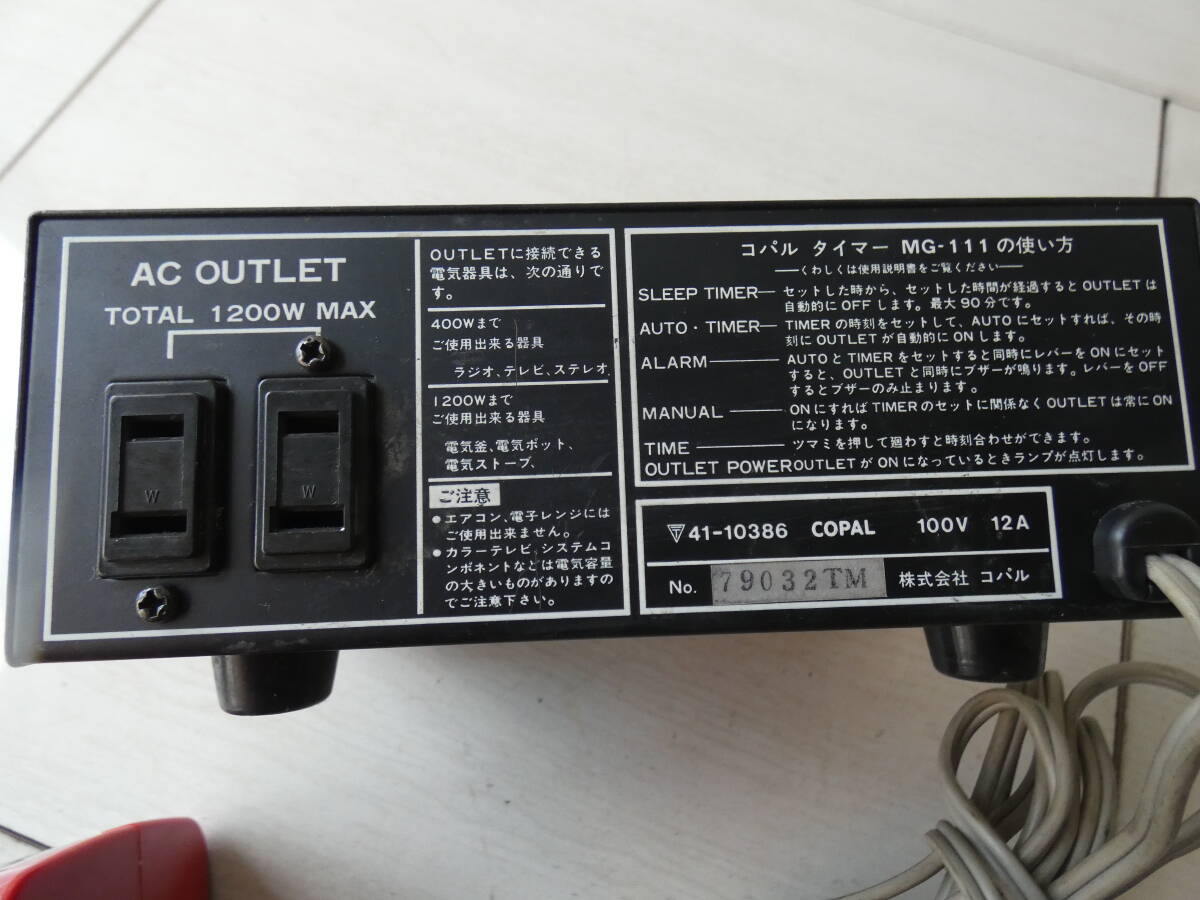 AC OUTLET
TOTAL 1200W MAX
W
W
OUTLETに接続できる
電気器具は、次の通りで
す。
400Wまで
ご使用出来る器具
ラジオ、テレビ、ステレオ
1200Wまで
ご使用出来る器具
電気釜、電気ポット、
電気ストーブ、
ご注意
●エアコン、電子レンジには
ご使用出来ません。
●カラーテレビ、システムコ
ンポネントなどは電気容量
の大きいものがありますの
でご注意下さい。
コパル タイマー MG-111の使い方
くわしくは使用説明書をご覧ください
SLEEP TIMER—セットした時から、セットした時間が経過するとOUTLETは
自動的にOFFします。最大90分です。
AUTO・TIMER—TIMERの時刻をセットして、AUTOにセットすれば、その時
刻にOUTLETが自動的にONします。
ALARM—AUTOとTIMERをセットすると同時にレバーをONにセット
すると、OUTLETと同時にブザーが鳴ります。レバーをOFF
するとブザーのみ止まります。
MANUAL—ONにすればTIMERのセットに関係なくOUTLETは常にON
になります。
TIME—ツマミを押して廻わすと時刻合わせができます。
OUTLET POWER OUTLETがONになっているときランプが点灯します。
41-10386 COPAL 100V 12A
No. 79032TM 株式会社 コパル